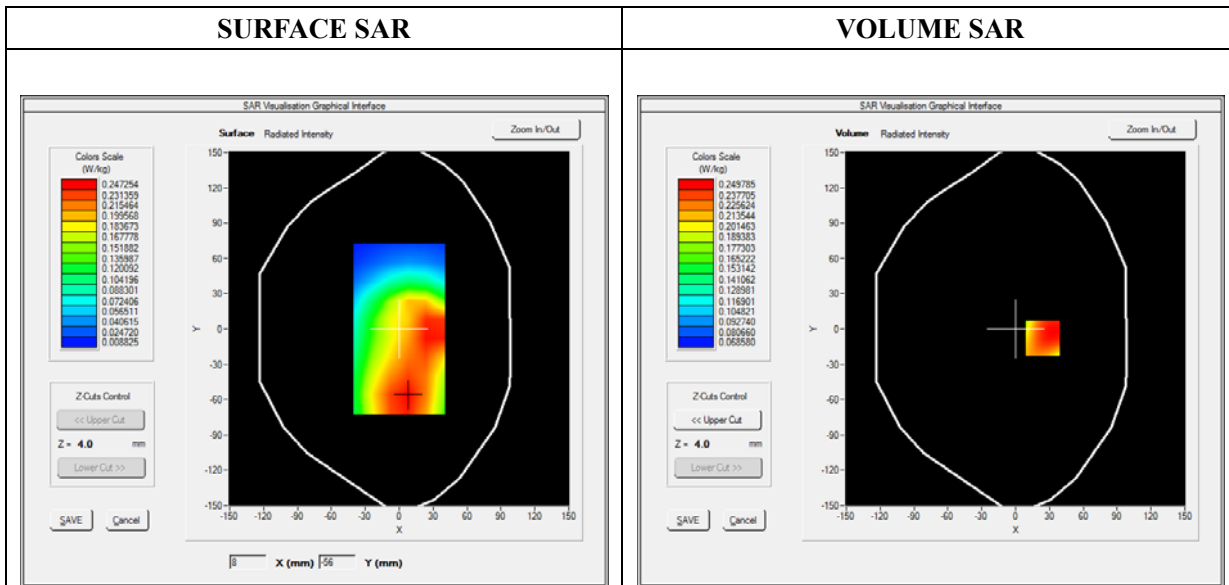 SURFACE SAR
VOLUME SAR
SAR Visualisation Graphical Interface
Surface Radiated Intensity
Zoom In/Out
Colors Scale
(W/kg)
0.247254
0.231359
0.215464
0.199568
0.183673
0.167778
0.151882
0.135987
0.120092
0.104196
0.088301
0.072406
0.056511
0.040615
0.024720
0.008825
Z-Cuts Control
<< Upper Cut
Z = 4.0 mm
Lower Cut >>
SAVE Cancel
150
120
90
60
30
0
-30
-60
-90
-120
-150
Y
-150 -120 -90 -60 -30 0 30 60 90 120 150
X
8 X (mm) -56 Y (mm)
SAR Visualisation Graphical Interface
Volume Radiated Intensity
Zoom In/Out
Colors Scale
(W/kg)
0.249785
0.237705
0.225624
0.213544
0.201463
0.189383
0.177303
0.165222
0.153142
0.141062
0.128981
0.116901
0.104821
0.092740
0.080660
0.068580
Z-Cuts Control
<< Upper Cut
Z = 4.0 mm
Lower Cut >>
SAVE Cancel
150
120
90
60
30
0
-30
-60
-90
-120
-150
Y
-150 -120 -90 -60 -30 0 30 60 90 120 150
X